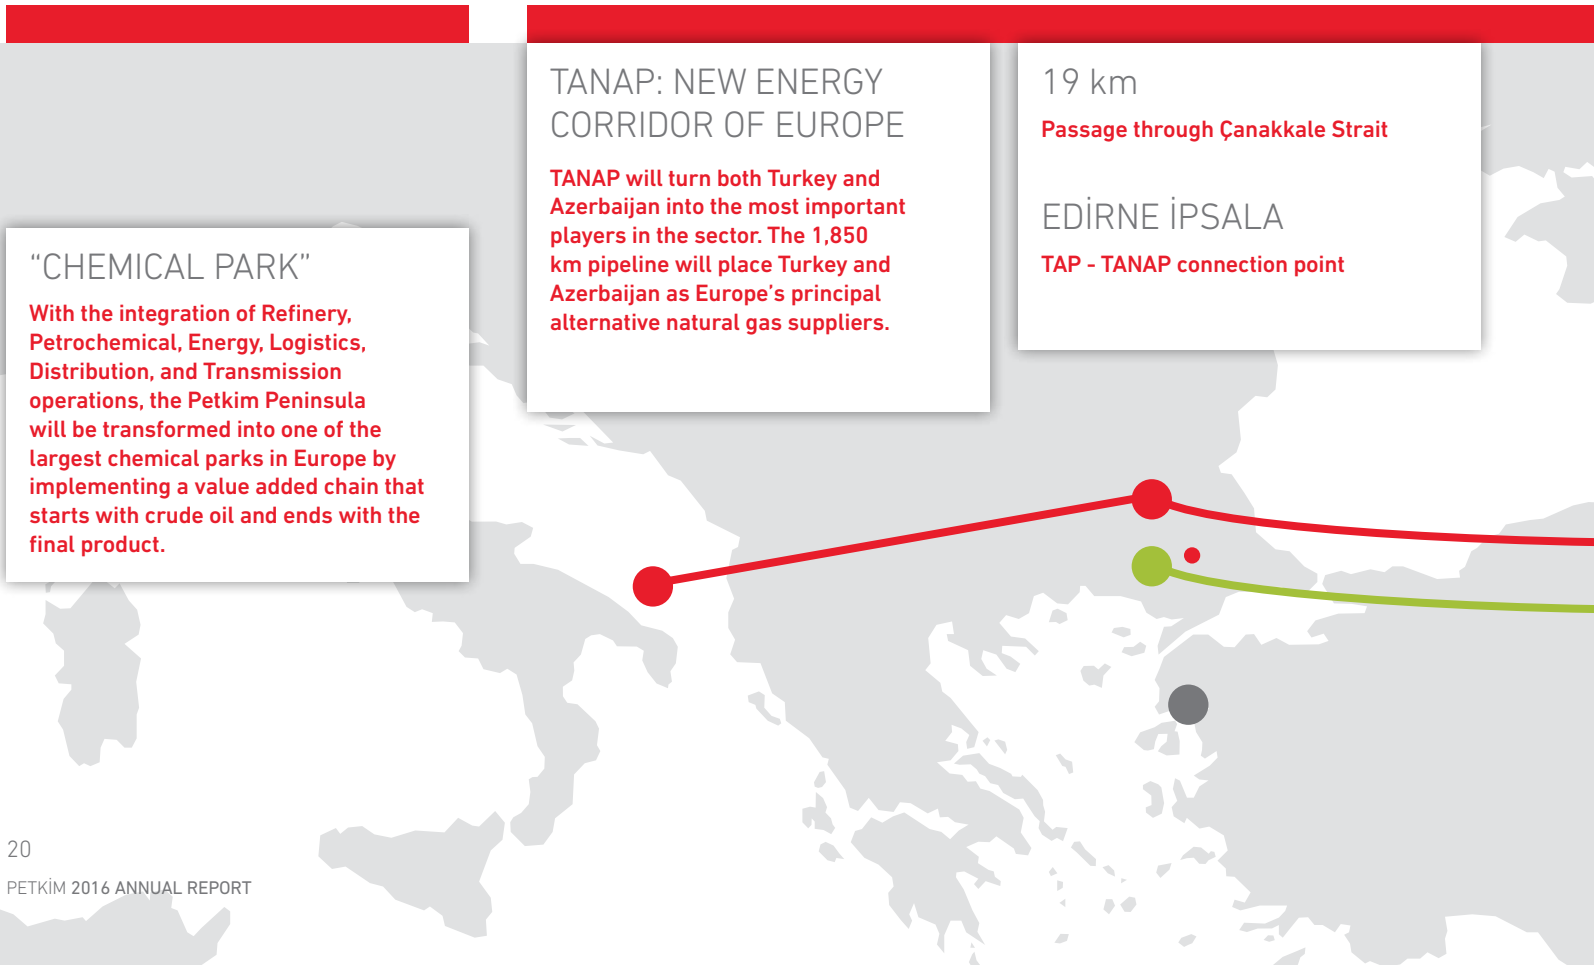 “CHEMICAL PARK”
With the integration of Refinery,
Petrochemical, Energy, Logistics,
Distribution, and Transmission
operations, the Petkim Peninsula
will be transformed into one of the
largest chemical parks in Europe by
implementing a value added chain that
starts with crude oil and ends with the
final product.
TANAP: NEW ENERGY
CORRIDOR OF EUROPE
TANAP will turn both Turkey and
Azerbaijan into the most important
players in the sector. The 1,850
km pipeline will place Turkey and
Azerbaijan as Europe’s principal
alternative natural gas suppliers.
19 km
Passage through Çanakkale Strait
EDİRNE İPSALA
TAP - TANAP connection point
20
PETKİM 2016 ANNUAL REPORT